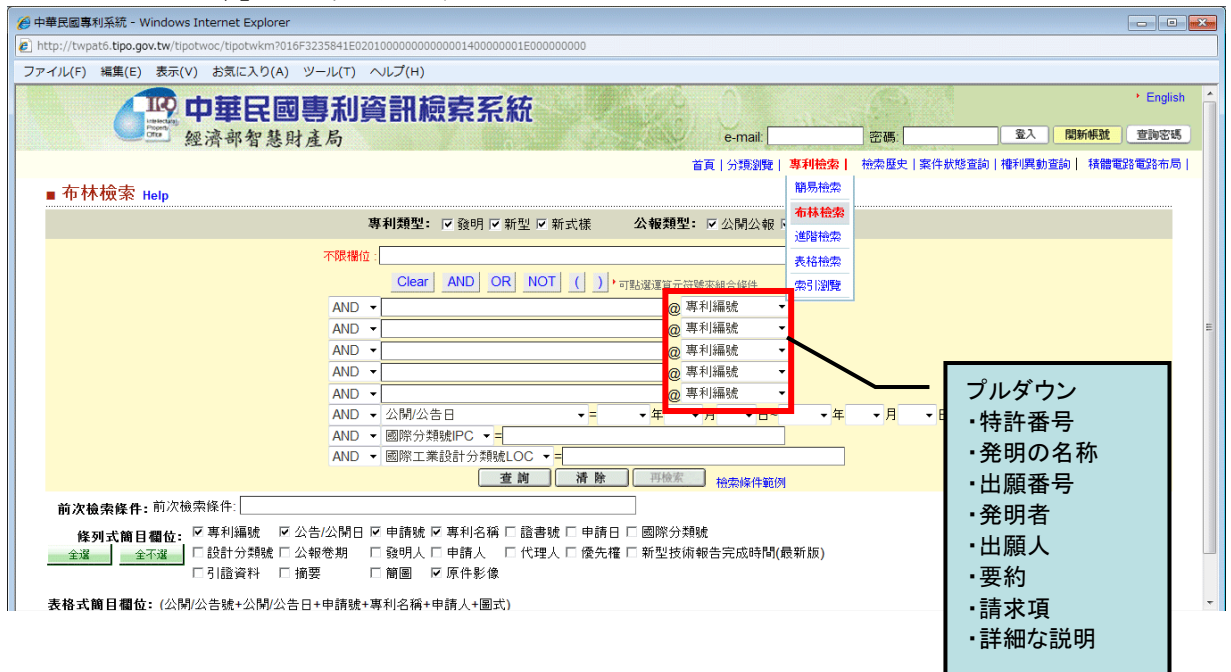 中華民國專利系統 - Windows Internet Explorer
http://twpat6.tipo.gov.tw/tipotwoc/tipotwkm?016F3235841E02010000000000001400000001E000000000
ファイル(F) 編集(E) 表示(V) お気に入り(A) ツール(T) ヘルプ(H)
English
Intellectual Property Office
中華民國專利資訊檢索系統
經濟部智慧財產局
e-mail: 密碼: 登入 開新帳號 查詢密碼
首頁 | 分類瀏覽 | 專利檢索 | 檢索歷史 | 案件狀態查詢 | 權利異動查詢 | 積體電路電路布局 |
簡易檢索
布林檢索
進階檢索
表格檢索
索引瀏覽
■ 布林檢索 Help
專利類型: 發明 新型 新式樣 公報類型: 公開公報
不限欄位:
Clear AND OR NOT ( ) 可點選運算元符號來組合條件
AND @ 專利編號
AND @ 專利編號
AND @ 專利編號
AND @ 專利編號
AND @ 專利編號
AND 公開/公告日 = 年 月 日~ 年 月 日
AND 國際分類號IPC =
AND 國際工業設計分類號LOC =
查詢 清除 再檢索 檢索條件範例
前次檢索條件: 前次檢索條件:
條列式簡目欄位: 專利編號 公告/公開日 申請號 專利名稱 證書號 申請日 國際分類號
全選 全不選 設計分類號 公報卷期 發明人 申請人 代理人 優先權 新型技術報告完成時間(最新版)
引證資料 摘要 簡圖 原件影像
表格式簡目欄位: (公開/公告號+公開/公告日+申請號+專利名稱+申請人+圖式)
プルダウン
・特許番号
・発明の名称
・出願番号
・発明者
・出願人
・要約
・請求項
・詳細な説明